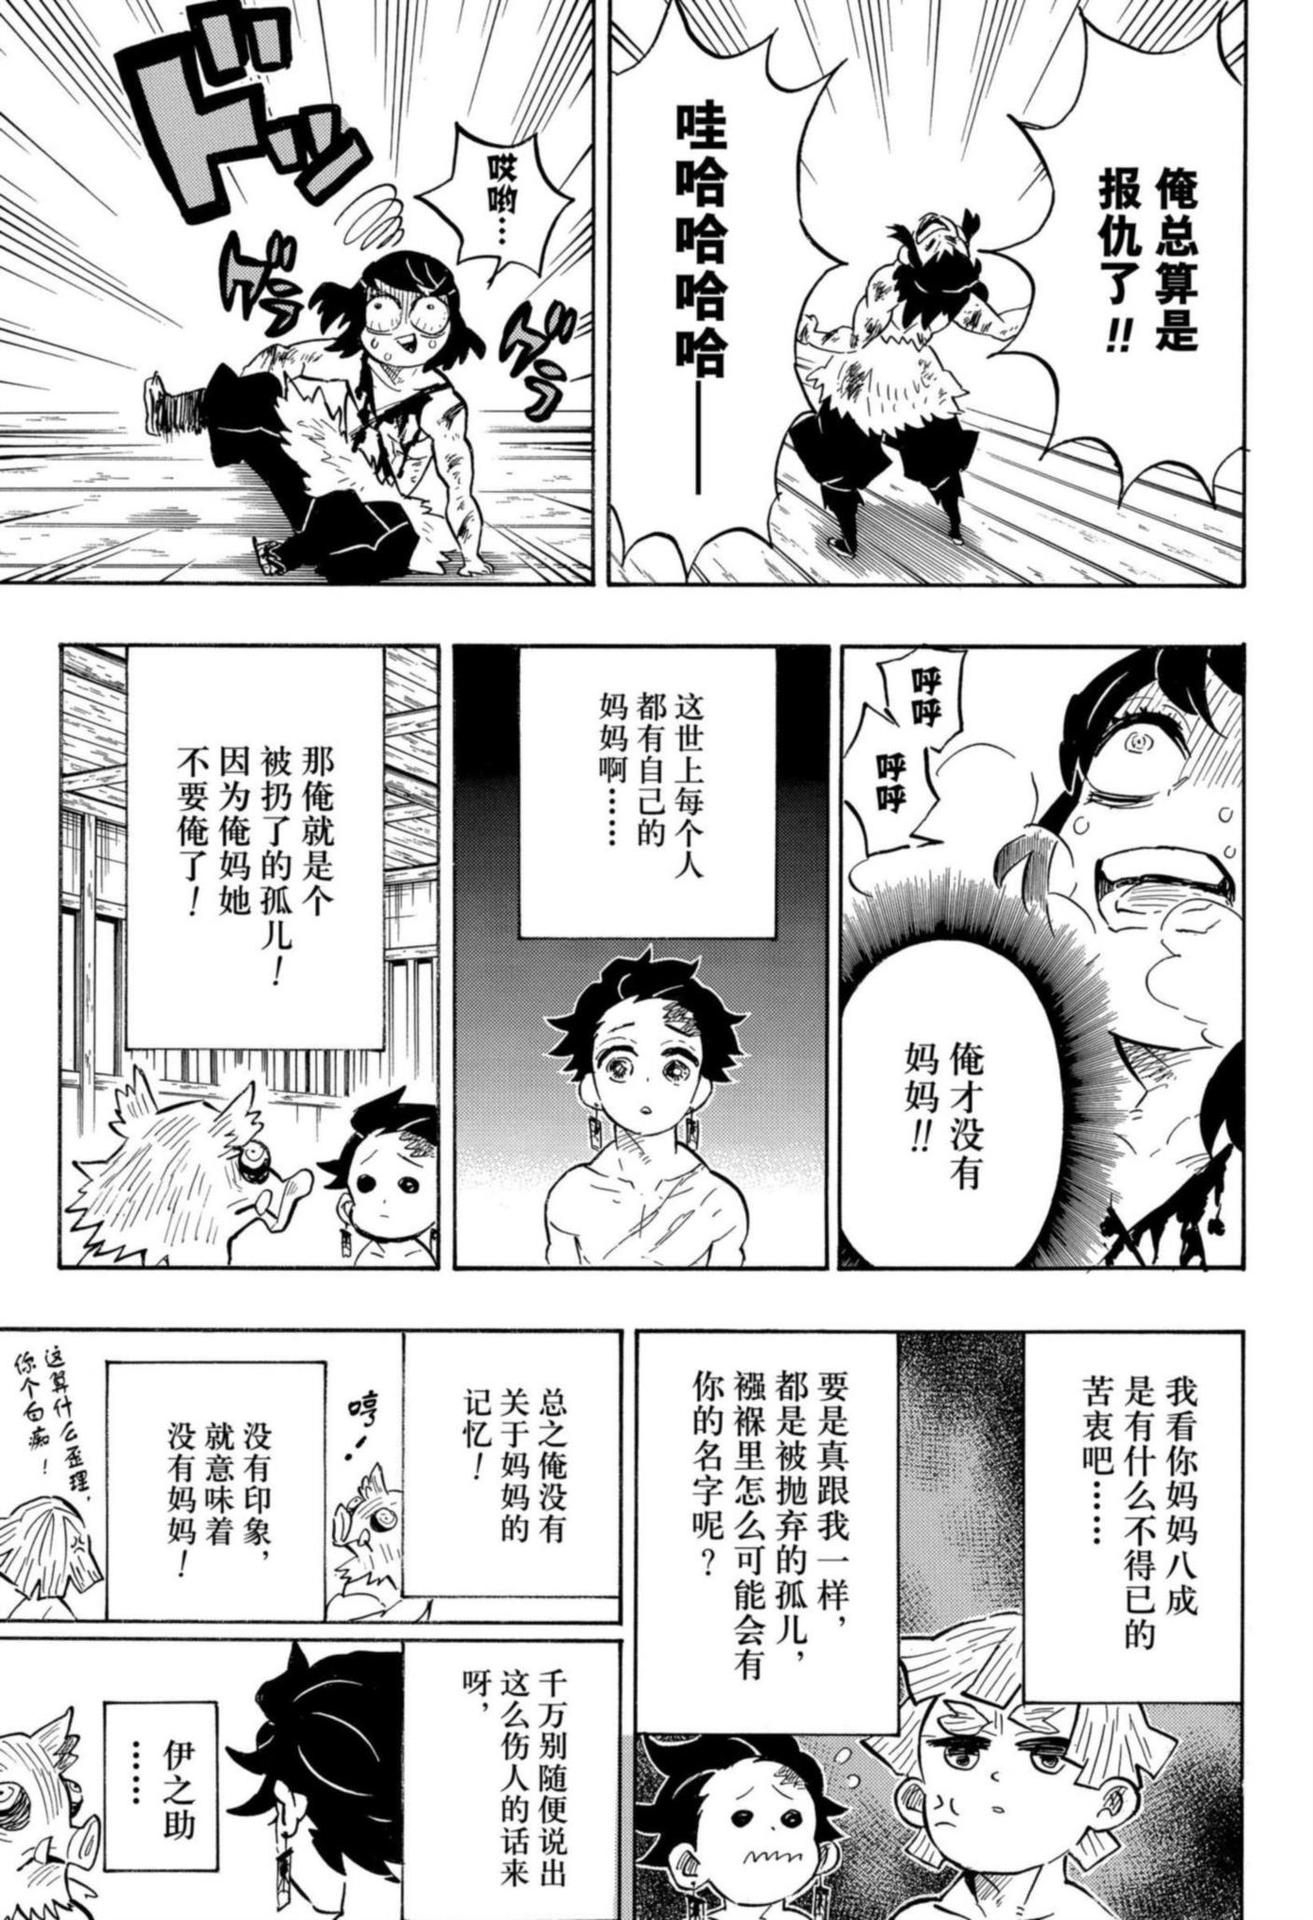 俺总算是
报仇了!!
哇哈哈哈哈——
ドドッ
哎哟…
ゲラ
ゲラ
ゲラ
呼呼
呼呼
俺才没有
妈妈!!
这世上每个人
都有自己的
妈妈啊……
那俺就是个
被扔了的孤儿!
因为俺妈她
不要俺了!
我看你妈妈八成
是有什么不得已的
苦衷吧……
要是真跟我一样，
都是被抛弃的孤儿，
襁褓里怎么可能会有
你的名字呢?
总之俺没有
关于妈妈的
记忆!
哼!
没有印象，
就意味着
没有妈妈!
这算什么歪理，
你个白痴!
千万别随便说出
这么伤人的话来
呀，
伊之助
……